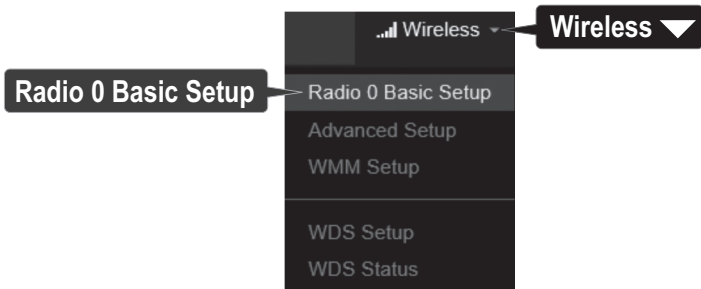 Wireless
Wireless
Radio 0 Basic Setup
Radio 0 Basic Setup
Advanced Setup
WMM Setup
WDS Setup
WDS Status